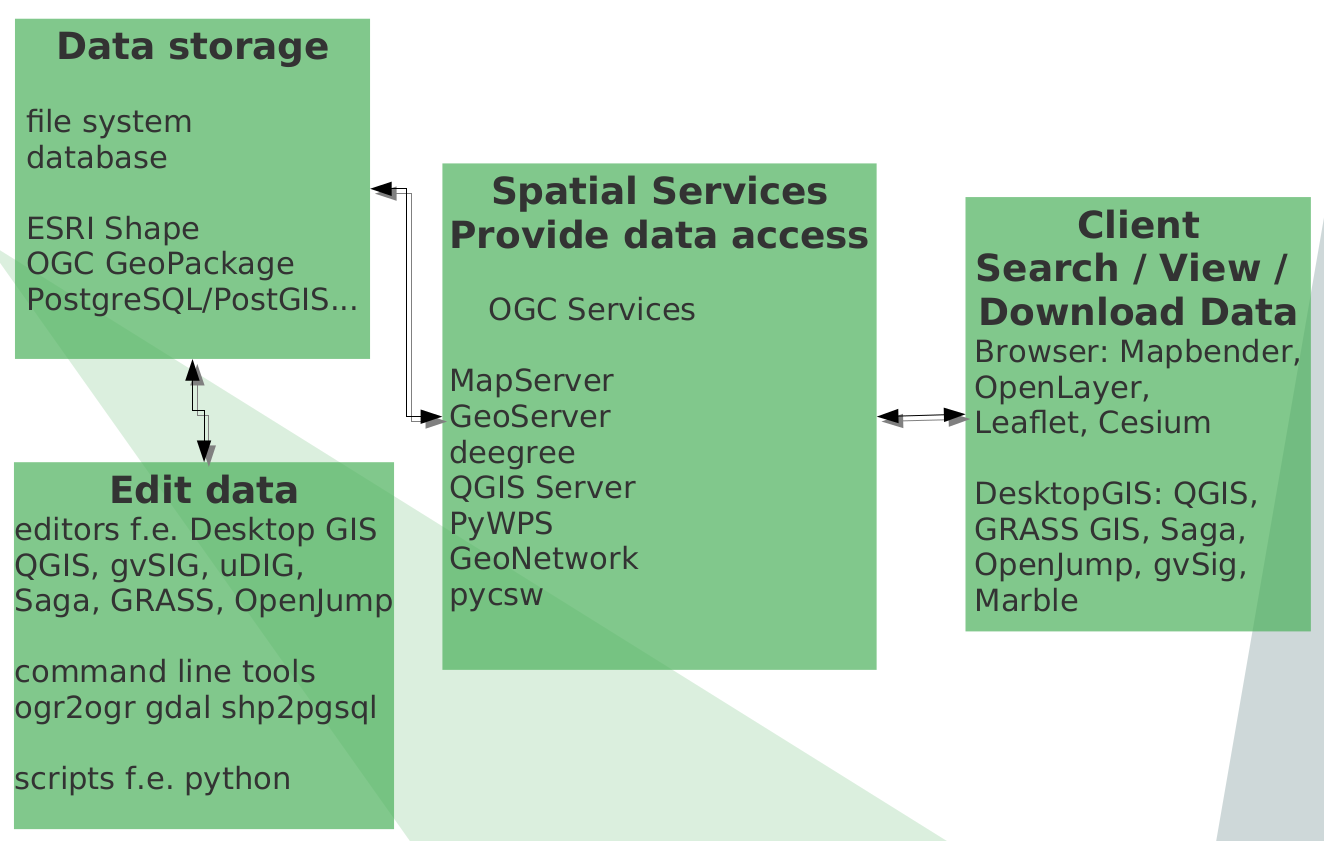 Data storage
file system
database
ESRI Shape
OGC GeoPackage
PostgreSQL/PostGIS...
Edit data
editors f.e. Desktop GIS
QGIS, gvSIG, uDIG,
Saga, GRASS, OpenJump
command line tools
ogr2ogr gdal shp2pgsql
scripts f.e. python
Spatial Services
Provide data access
OGC Services
MapServer
GeoServer
deegree
QGIS Server
PyWPS
GeoNetwork
pycsw
Client
Search / View /
Download Data
Browser: Mapbender,
OpenLayer,
Leaflet, Cesium
DesktopGIS: QGIS,
GRASS GIS, Saga,
OpenJump, gvSig,
Marble